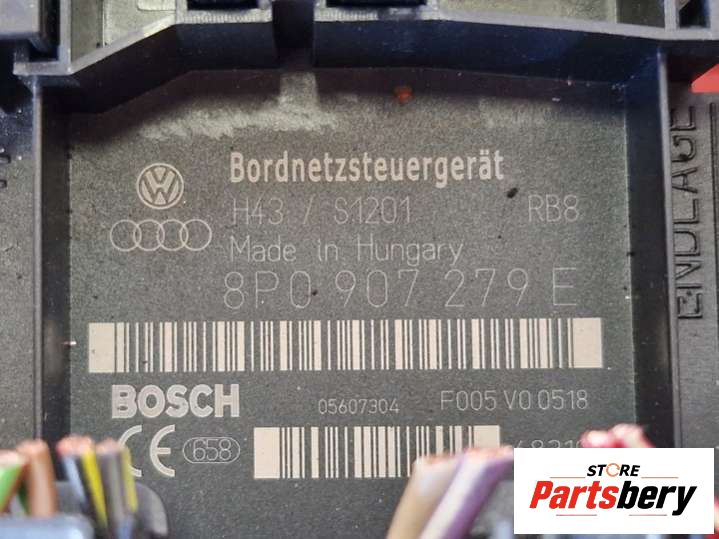 Bordnetzsteuergerät
H43 / S1201 RB8
Made in Hungary
8P0 907 279 E
ENDLAGE
BOSCH 05607304 F005 V0 0518
CE 658
STORE
Partsbery